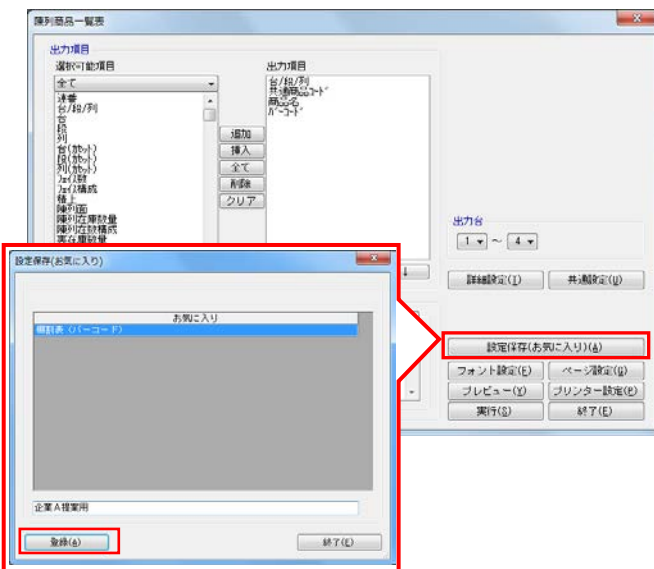 陳列商品一覧表
出力項目
選択可能項目
全て
連番
台/段/列
台
段
列
台(ｶｾｯﾄ)
段(ｶｾｯﾄ)
列(ｶｾｯﾄ)
ﾌｪｲｽ数
ﾌｪｲｽ構成
積上
陳列面
陳列在庫数量
陳列在庫数構成
実在庫数量
追加
挿入
全て
削除
クリア
出力項目
台/段/列
共通商品ｺｰﾄﾞ
商品名
ﾊﾞｰｺｰﾄﾞ
↓
出力台
1 ～ 4
詳細設定(I)
共通設定(U)
設定保存(お気に入り)(A)
フォント設定(F)
ページ設定(G)
プレビュー(Y)
プリンター設定(P)
実行(S)
終了(E)
設定保存(お気に入り)
お気に入り
棚割表（バーコード）
企業A提案用
登録(A)
終了(E)